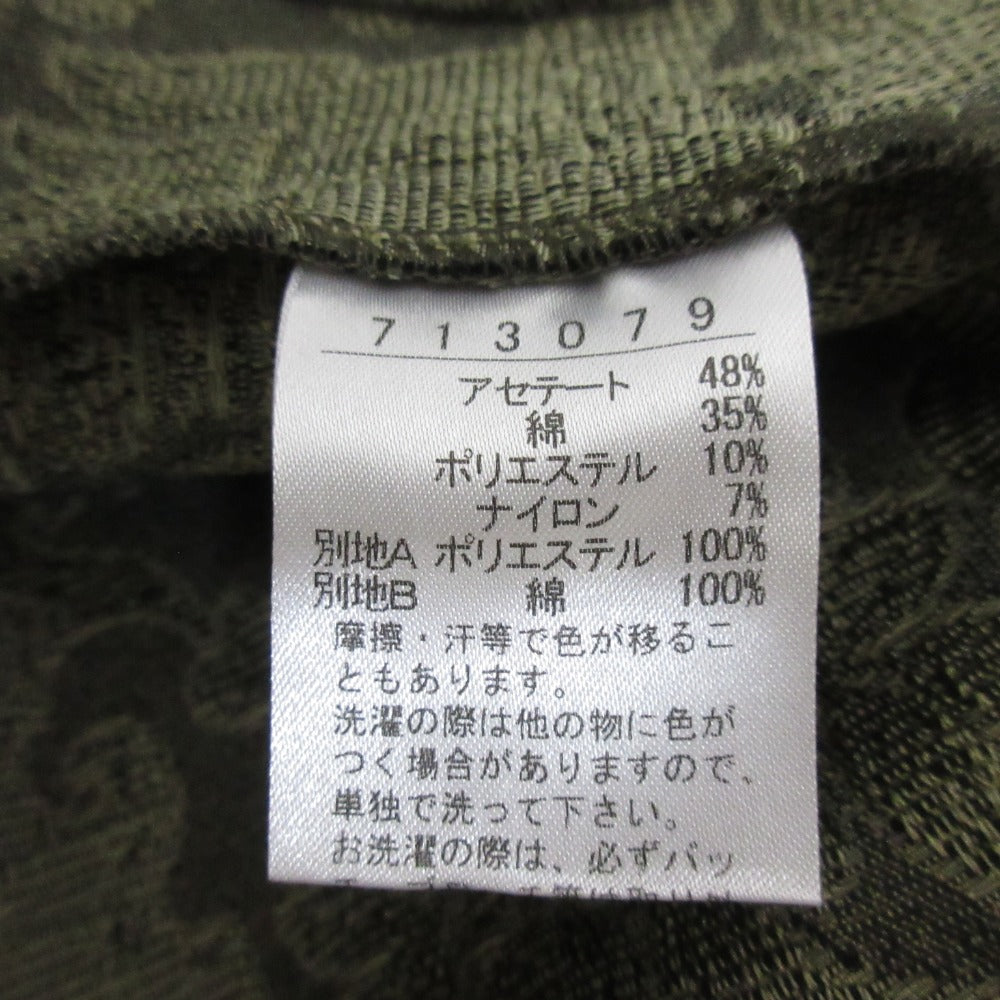 713079
アセテート 48%
綿 35%
ポリエステル 10%
ナイロン 7%
別地A ポリエステル 100%
別地B 綿 100%
摩擦・汗等で色が移るこ
ともあります。
洗濯の際は他の物に色が
つく場合がありますので、
単独で洗って下さい。
お洗濯の際は、必ずバッ